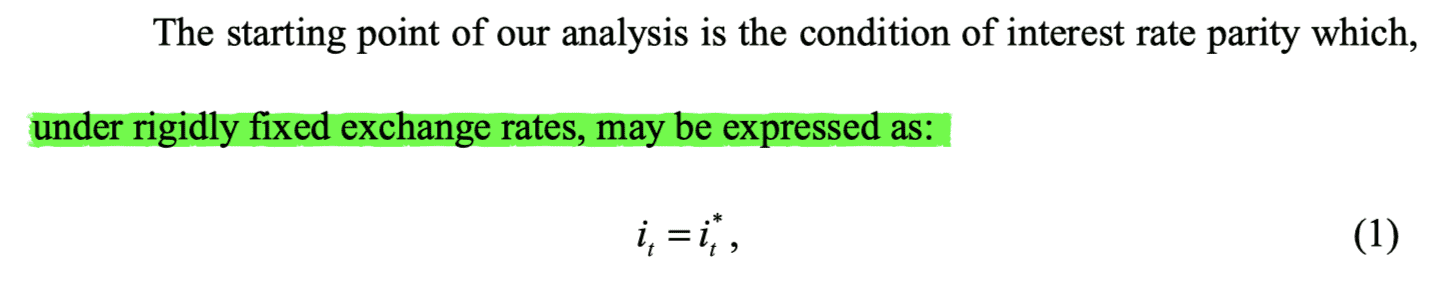 The starting point of our analysis is the condition of interest rate parity which,
under rigidly fixed exchange rates, may be expressed as:
i_t = i_t^*, (1)